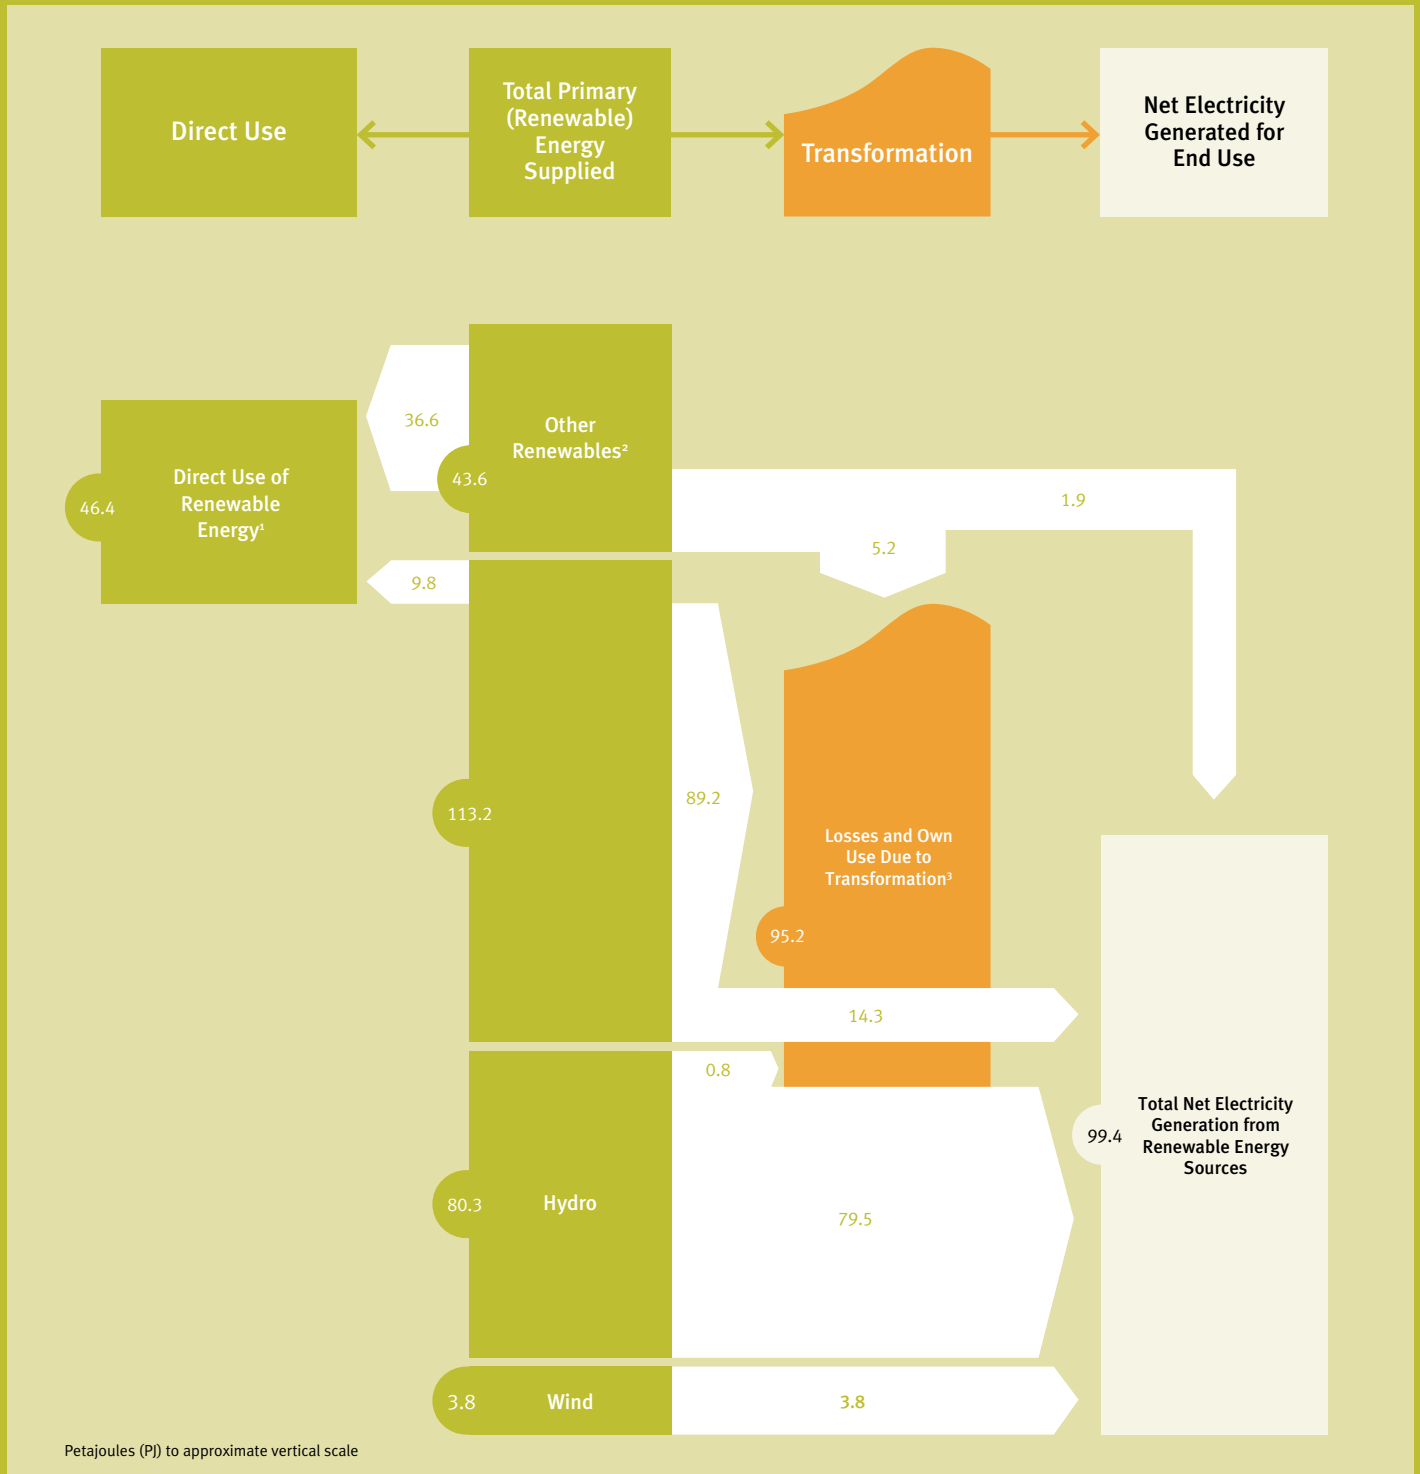 Direct Use
Total Primary
(Renewable)
Energy
Supplied
Transformation
Net Electricity
Generated for
End Use
36.6
Other
Renewables²
43.6
Direct Use of
Renewable
Energy¹
46.4
1.9
5.2
9.8
113.2
89.2
Losses and Own
Use Due to
Transformation³
95.2
14.3
0.8
Total Net Electricity
Generation from
Renewable Energy
Sources
99.4
80.3
Hydro
79.5
3.8
Wind
3.8
Petajoules (PJ) to approximate vertical scale